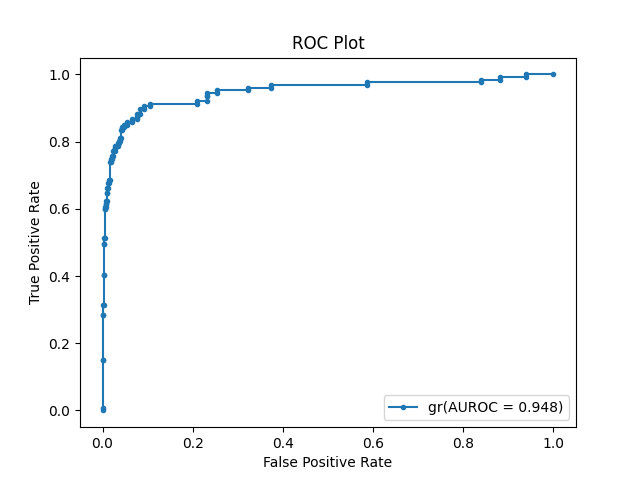 ROC Plot
True Positive Rate
1.0
0.8
0.6
0.4
0.2
0.0
gr(AUROC = 0.948)
0.0 0.2 0.4 0.6 0.8 1.0
False Positive Rate